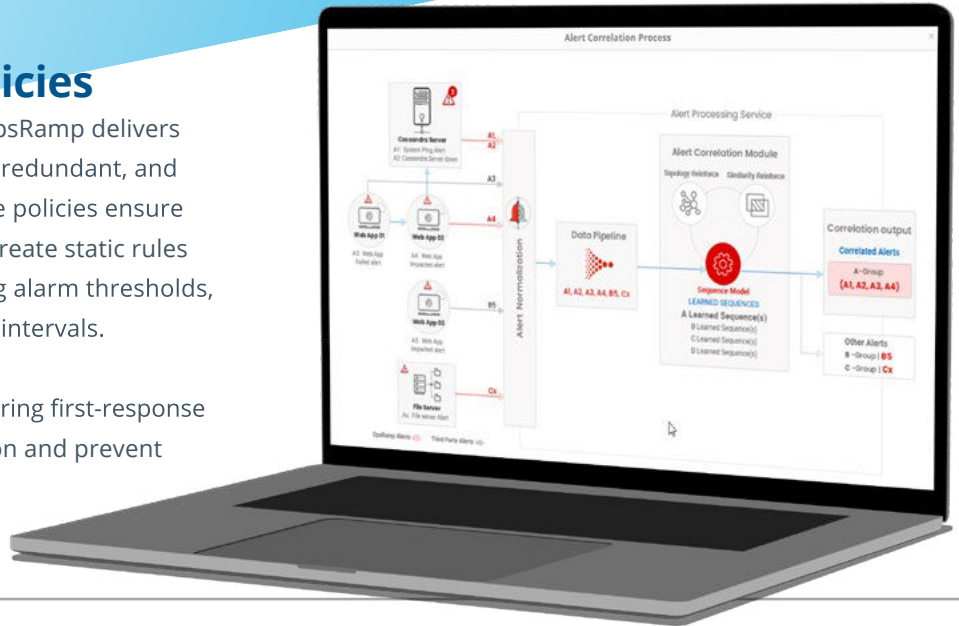 icies
psRamp delivers
redundant, and
e policies ensure
reate static rules
g alarm thresholds,
intervals.
ring first-response
on and prevent
Alert Correlation Process
Alert Processing Service
Cassandra Server
A1: System Ping Alert
A2: Cassandra Server down
A1
A2
A3
Web App 01
A3: Web App
Failed alert
Web App 02
A4: Web App
Impacted alert
A4
Web App 03
Web App
Impacted alert
B5
File Server
File server Alert
Cx
OpsRamp Alerts
Third Party Alerts
Alert Normalization
Data Pipeline
A1, A2, A3, A4, B5, Cx
Alert Correlation Module
Topology Reinforce
Similarity Reinforce
Sequence Model
LEARNED SEQUENCES
A Learned Sequence(s)
B Learned Sequence(s)
C Learned Sequence(s)
D Learned Sequence(s)
Correlation output
Correlated Alerts
A-Group
(A1, A2, A3, A4)
Other Alerts
B -Group | B5
C -Group | Cx